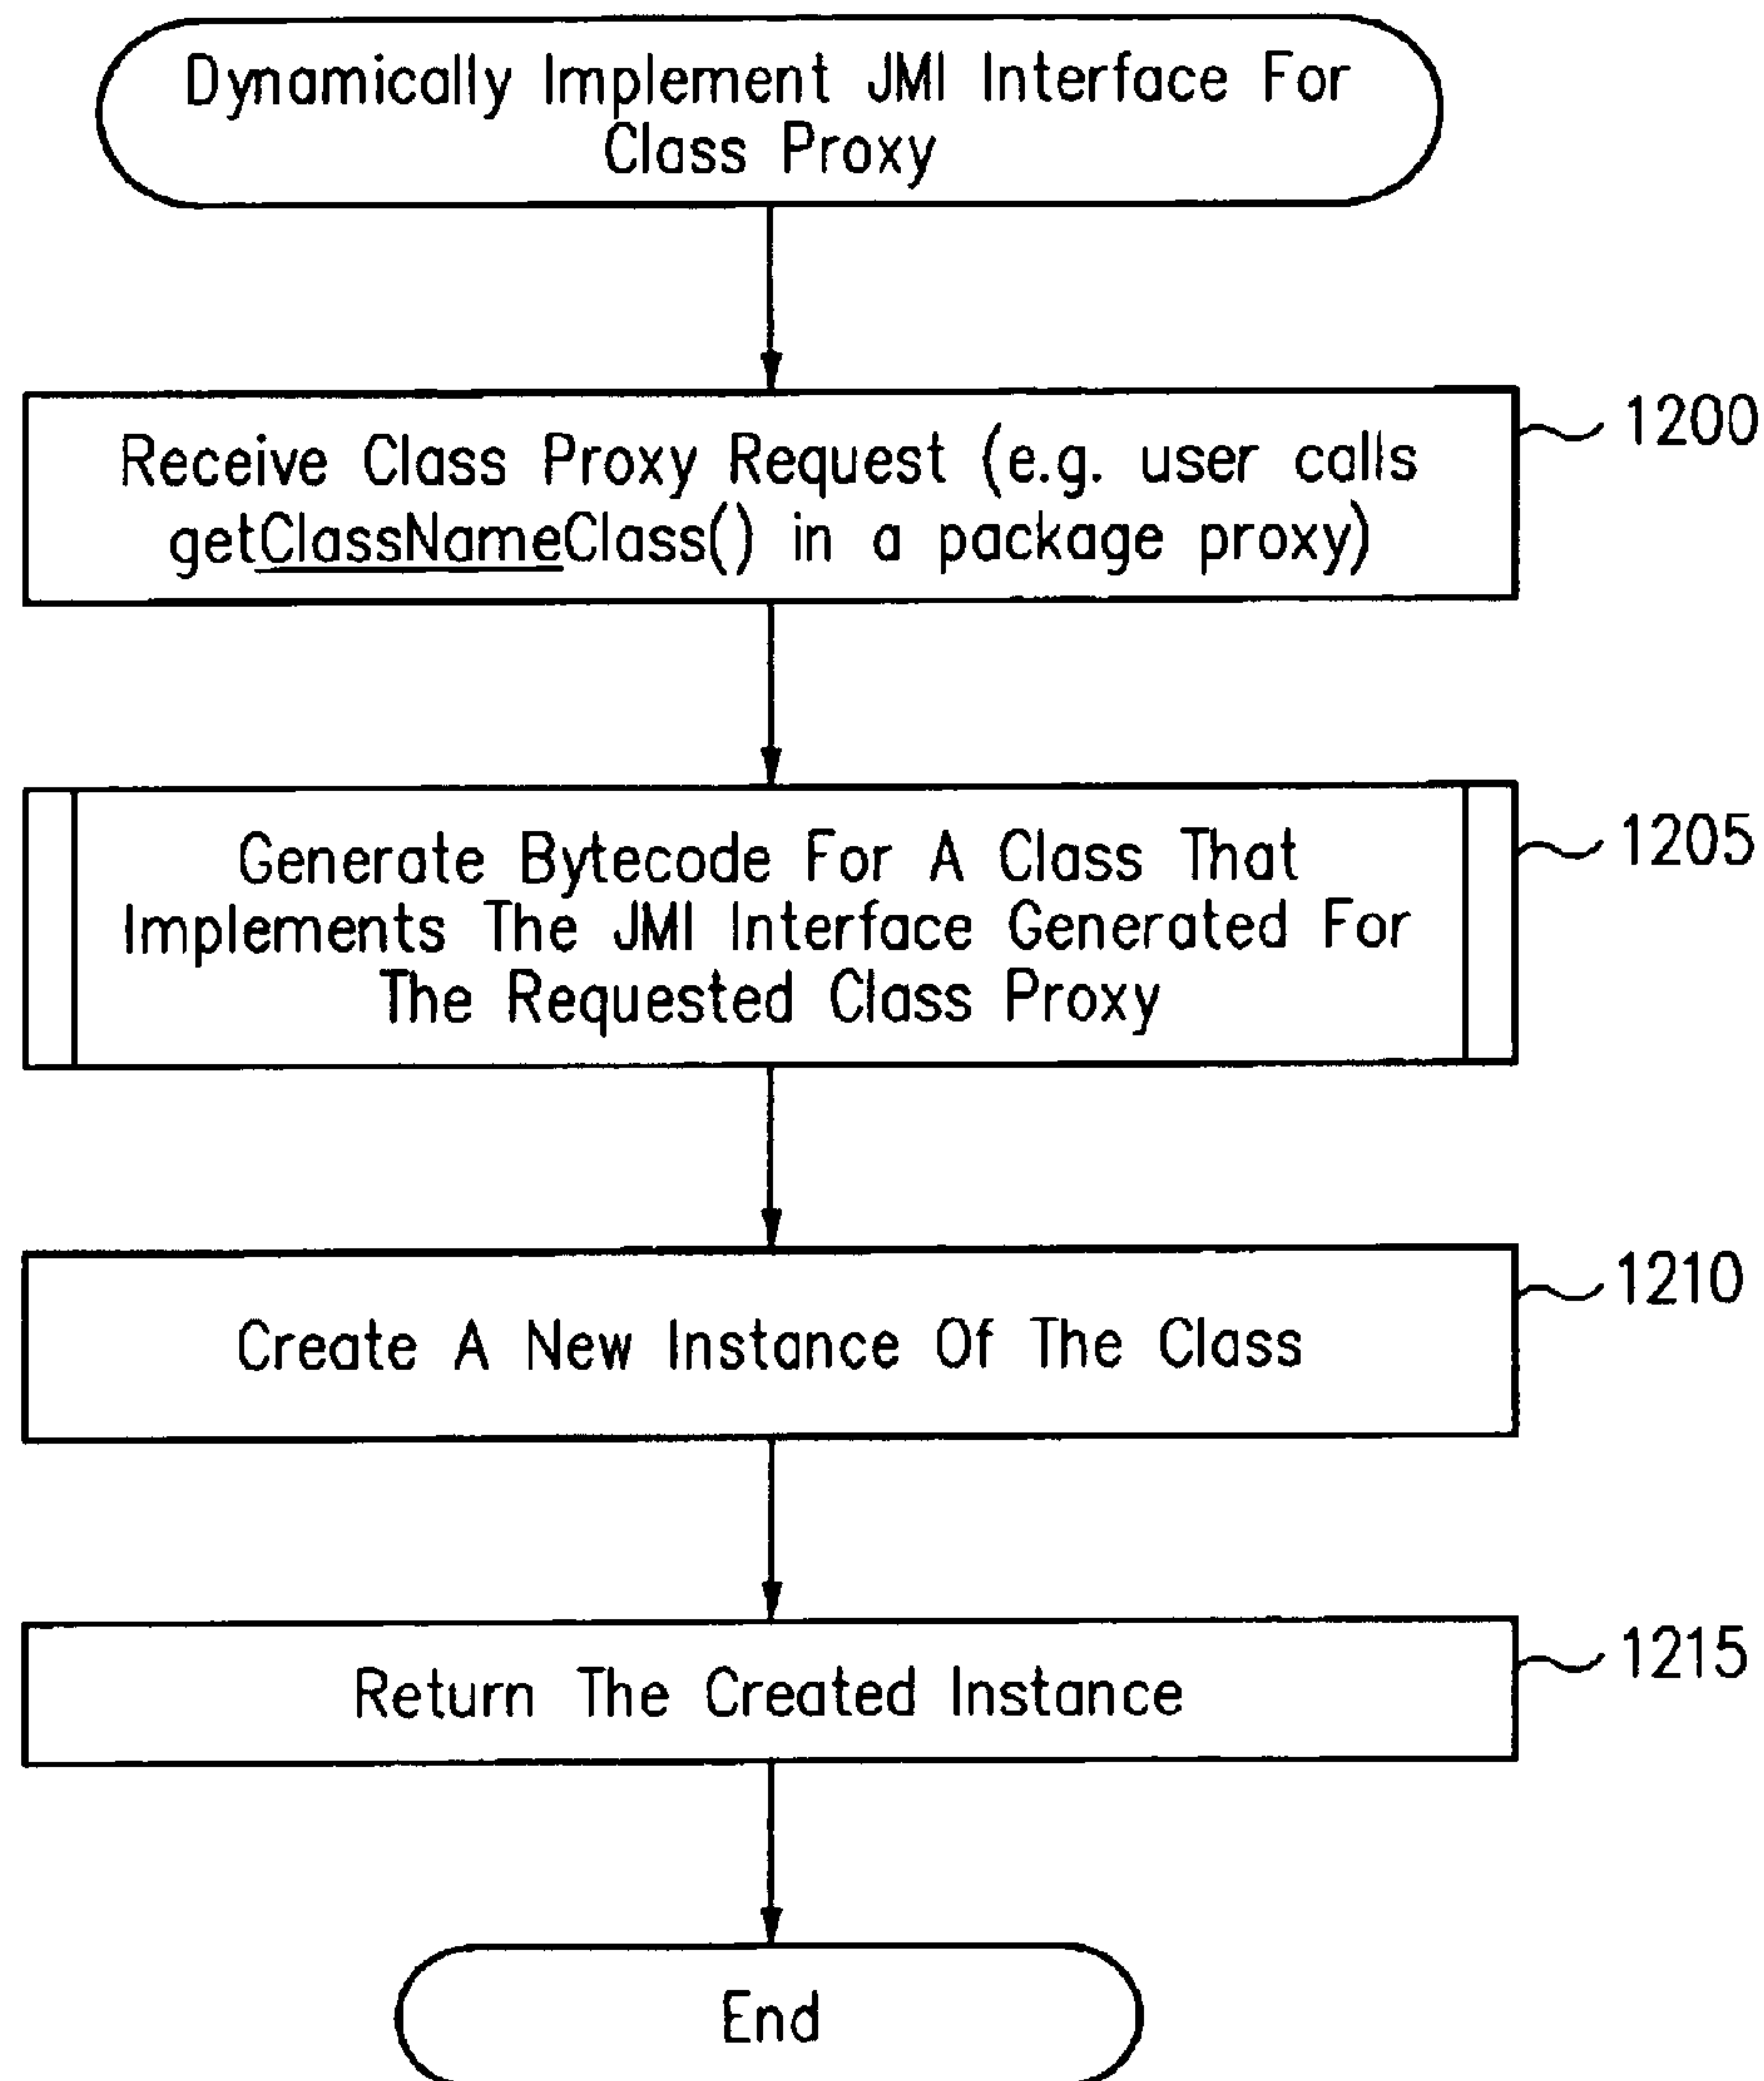 Dynamically Implement JMI Interface For
Class Proxy
1200
Receive Class Proxy Request (e.g. user calls
getClassNameClass() in a package proxy)
1205
Generate Bytecode For A Class That
Implements The JMI Interface Generated For
The Requested Class Proxy
1210
Create A New Instance Of The Class
1215
Return The Created Instance
End